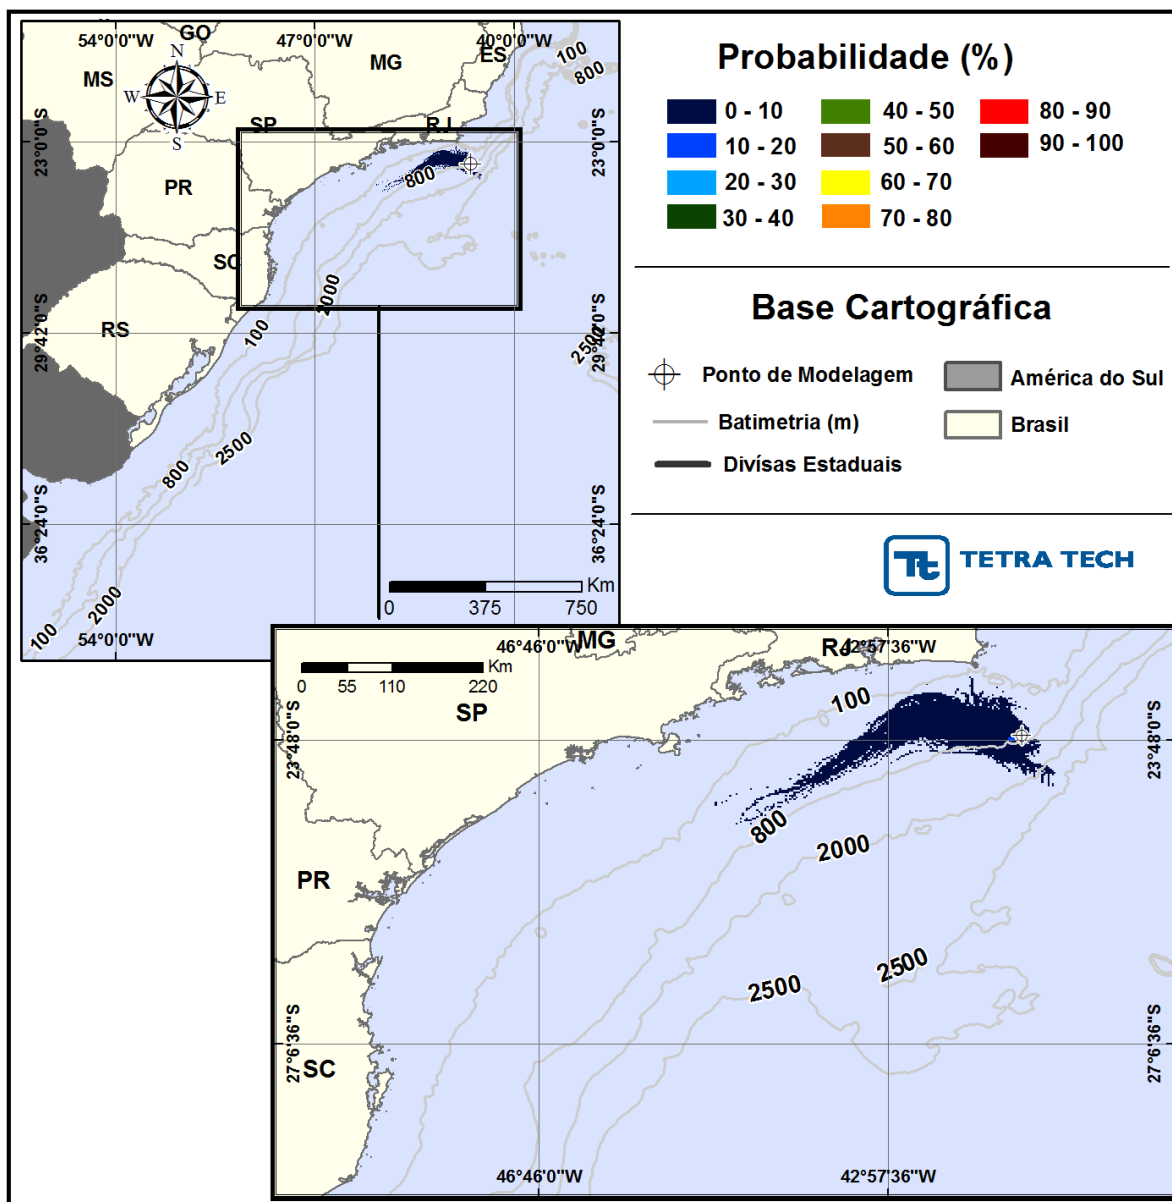 GO
54°0'0"W
47°0'0"W
40°0'0"W
ES
100
800
MG
MS
N
W
E
S
SP
RJ
23°0'0"S
23°0'0"S
800
PR
SC
2000
100
RS
29°42'0"S
29°42'0"S
2500
2500
800
36°24'0"S
36°24'0"S
2000
100
Km
0 375 750
54°0'0"W
Probabilidade (%)
0 - 10
40 - 50
80 - 90
10 - 20
50 - 60
90 - 100
20 - 30
60 - 70
30 - 40
70 - 80
Base Cartográfica
Ponto de Modelagem
América do Sul
Batimetria (m)
Brasil
Divísas Estaduais
Tt TETRA TECH
46°46'0"W
MG
RJ
42°57'36"W
Km
0 55 110 220
SP
100
23°48'0"S
23°48'0"S
800
2000
PR
2500
2500
27°6'36"S
27°6'36"S
SC
46°46'0"W
42°57'36"W